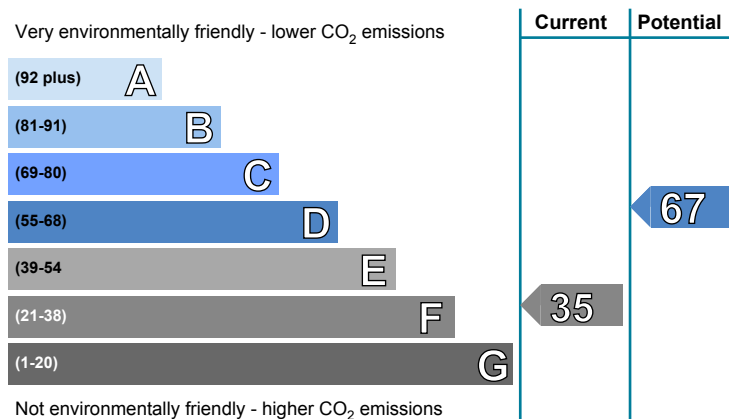 Current Potential
Very environmentally friendly - lower CO2 emissions
(92 plus) A
(81-91) B
(69-80) C
67
(55-68) D
(39-54 E
35
(21-38) F
(1-20) G
Not environmentally friendly - higher CO2 emissions